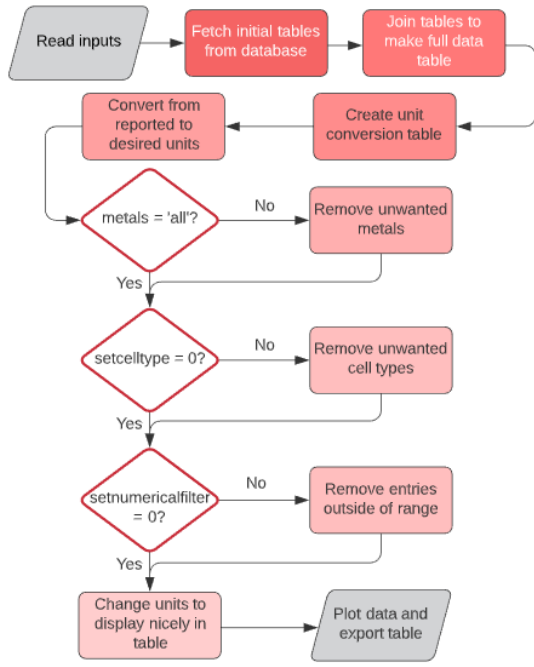 Read inputs
Fetch initial tables
from database
Join tables to
make full data
table
Convert from
reported to
desired units
Create unit
conversion table
metals = 'all'?
No
Remove unwanted
metals
Yes
setcelltype = 0?
No
Remove unwanted
cell types
Yes
setnumericalfilter
= 0?
No
Remove entries
outside of range
Yes
Change units to
display nicely in
table
Plot data and
export table